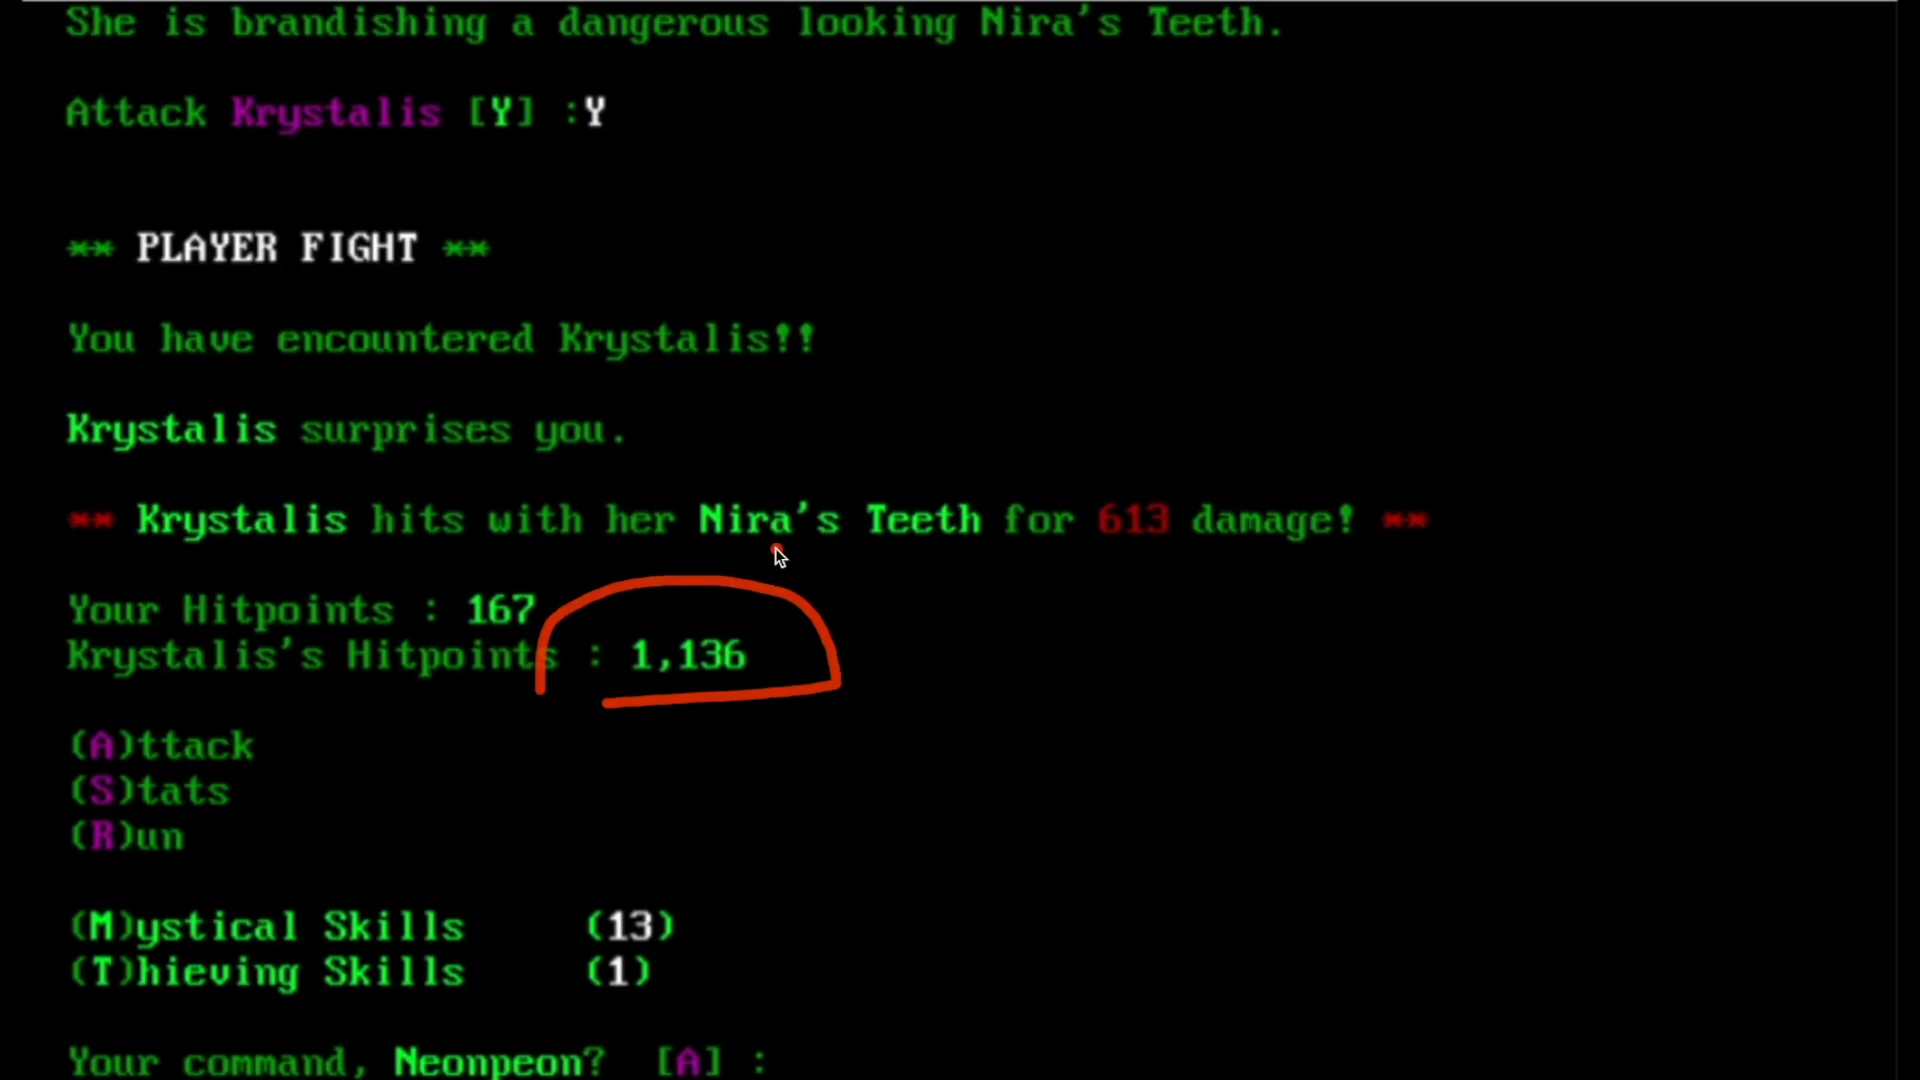 She is brandishing a dangerous looking Nira's Teeth.
Attack Krystalis [Y] :Y
** PLAYER FIGHT **
You have encountered Krystalis!!
Krystalis surprises you.
** Krystalis hits with her Nira's Teeth for 613 damage! **
Your Hitpoints : 167
Krystalis's Hitpoints : 1,136
(A)ttack
(S)tats
(R)un
(M)ystical Skills (13)
(T)hieving Skills (1)
Your command, Neonpeon? [A] :